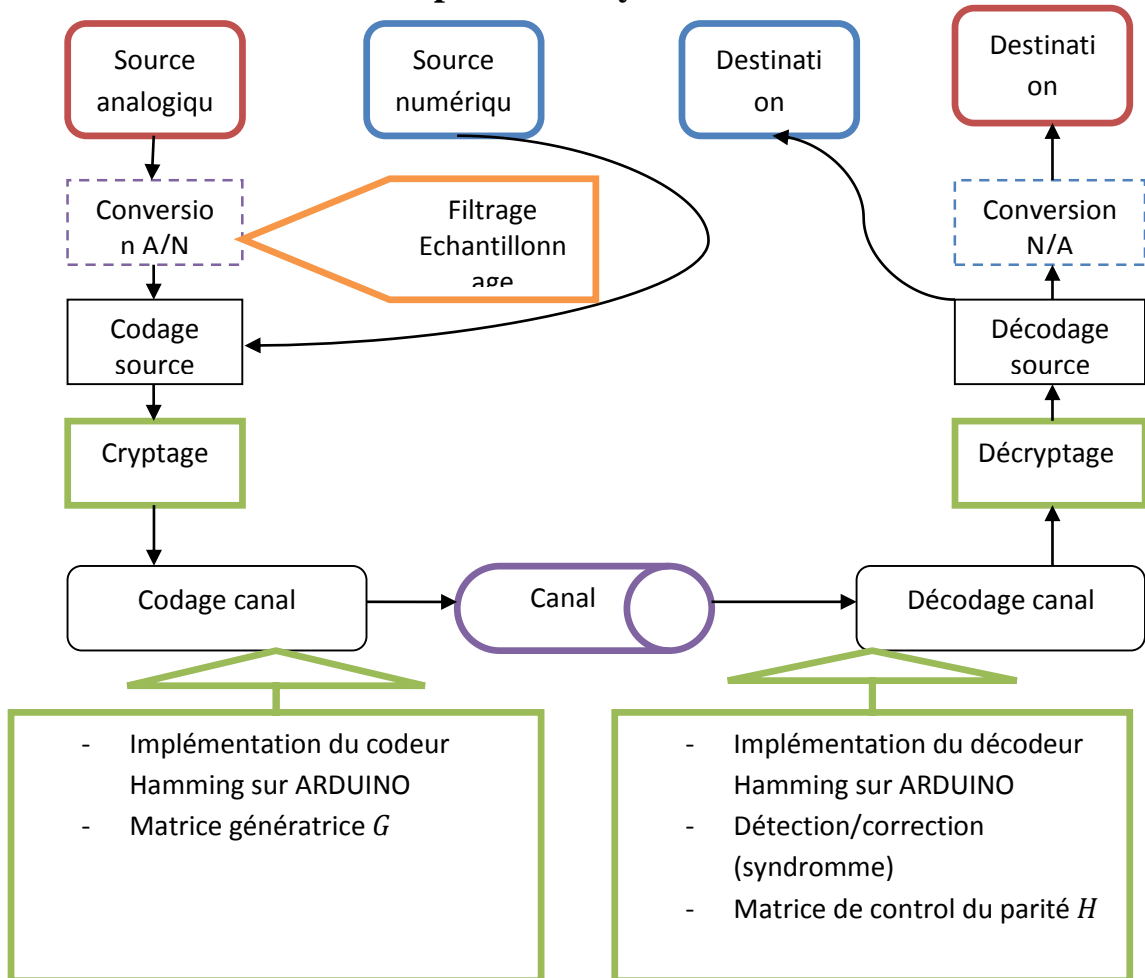 Source
analogiqu
Source
numériqu
Destinati
on
Destinati
on
Conversio
n A/N
Filtrage
Echantillonn
age
Conversion
N/A
Codage
source
Décodage
source
Cryptage
Décryptage
Codage canal
Canal
Décodage canal
- Implémentation du codeur
Hamming sur ARDUINO
- Matrice génératrice G
- Implémentation du décodeur
Hamming sur ARDUINO
- Détection/correction
(syndromme)
- Matrice de control du parité H